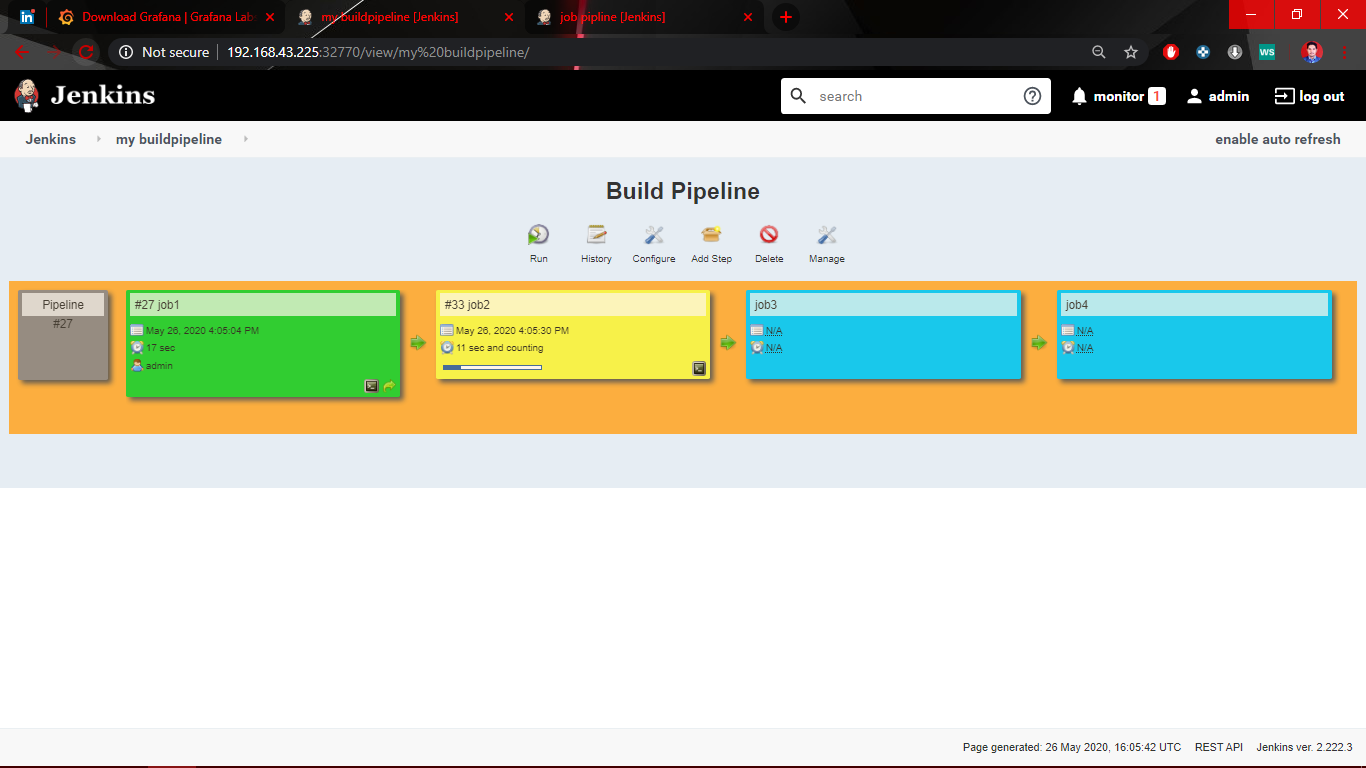 Download Grafana | Grafana Lab
my buildpipeline [Jenkins]
job pipline [Jenkins]
Not secure
192.168.43.225:32770/view/my%20buildpipeline/
ws
Jenkins
search
monitor 1
admin
log out
Jenkins
my buildpipeline
enable auto refresh
Build Pipeline
Run
History
Configure
Add Step
Delete
Manage
Pipeline
#27
#27 job1
May 26, 2020 4:05:04 PM
17 sec
admin
#33 job2
May 26, 2020 4:05:30 PM
11 sec and counting
job3
N/A
N/A
job4
N/A
N/A
Page generated: 26 May 2020, 16:05:42 UTC
REST API
Jenkins ver. 2.222.3